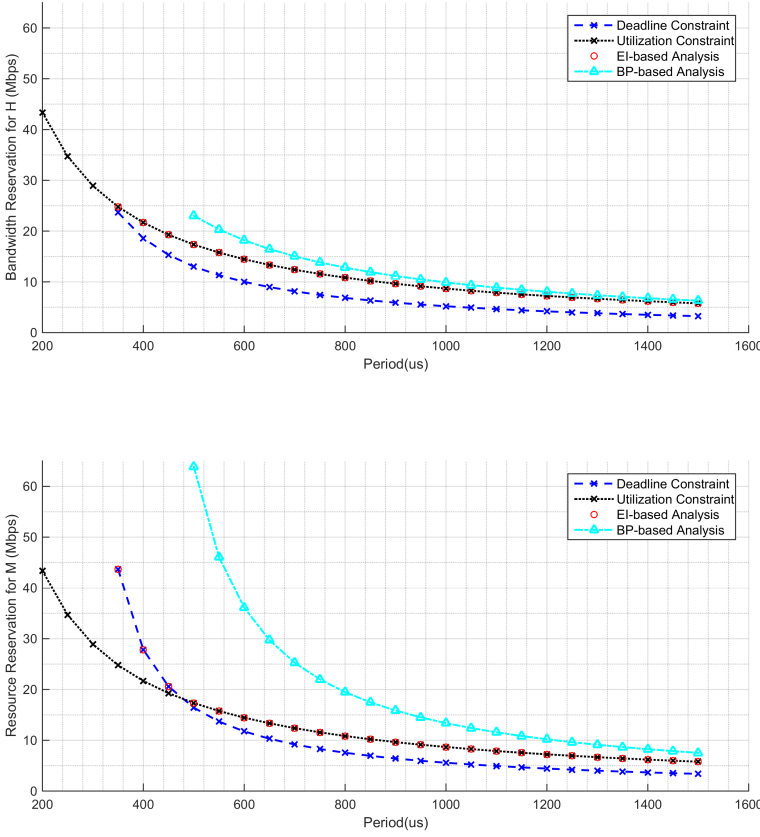 Bandwidth Reservation for H (Mbps)
60
50
40
30
20
10
0
200 400 600 800 1000 1200 1400 1600
Period(us)
Deadline Constraint
Utilization Constraint
EI-based Analysis
BP-based Analysis
Resource Reservation for M (Mbps)
60
50
40
30
20
10
0
200 400 600 800 1000 1200 1400 1600
Period(us)
Deadline Constraint
Utilization Constraint
EI-based Analysis
BP-based Analysis